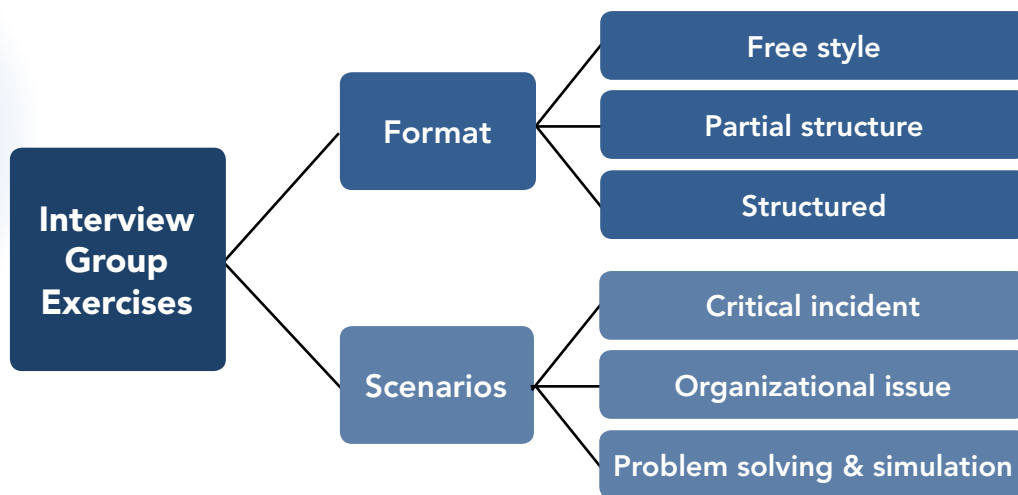 Interview
Group
Exercises
Format
Free style
Partial structure
Structured
Scenarios
Critical incident
Organizational issue
Problem solving & simulation